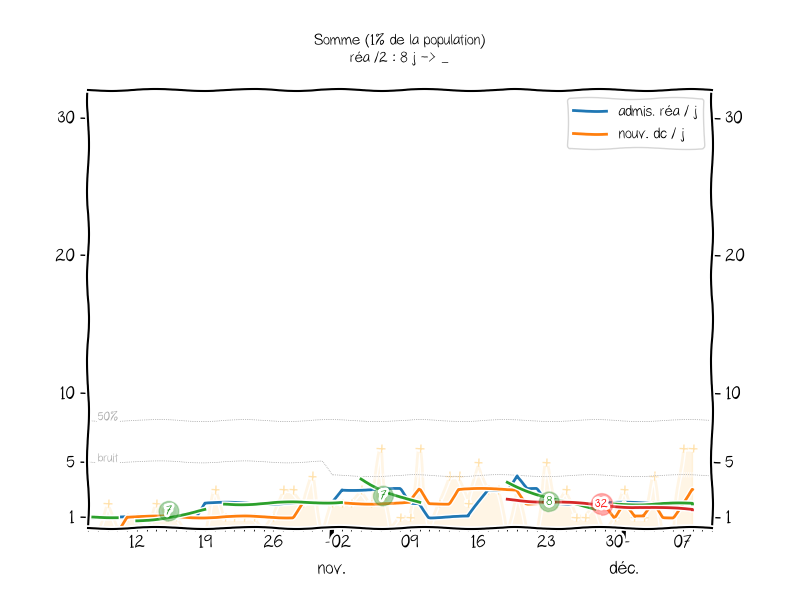 Somme (1% de la population)
réa /2 : 8 j -> _
admis. réa / j
nouv. dc / j
30 30
20 20
10 10
50%
bruit
5 5
1 1
7 7 8 32
12 19 26 02 09 16 23 30 07
nov. déc.